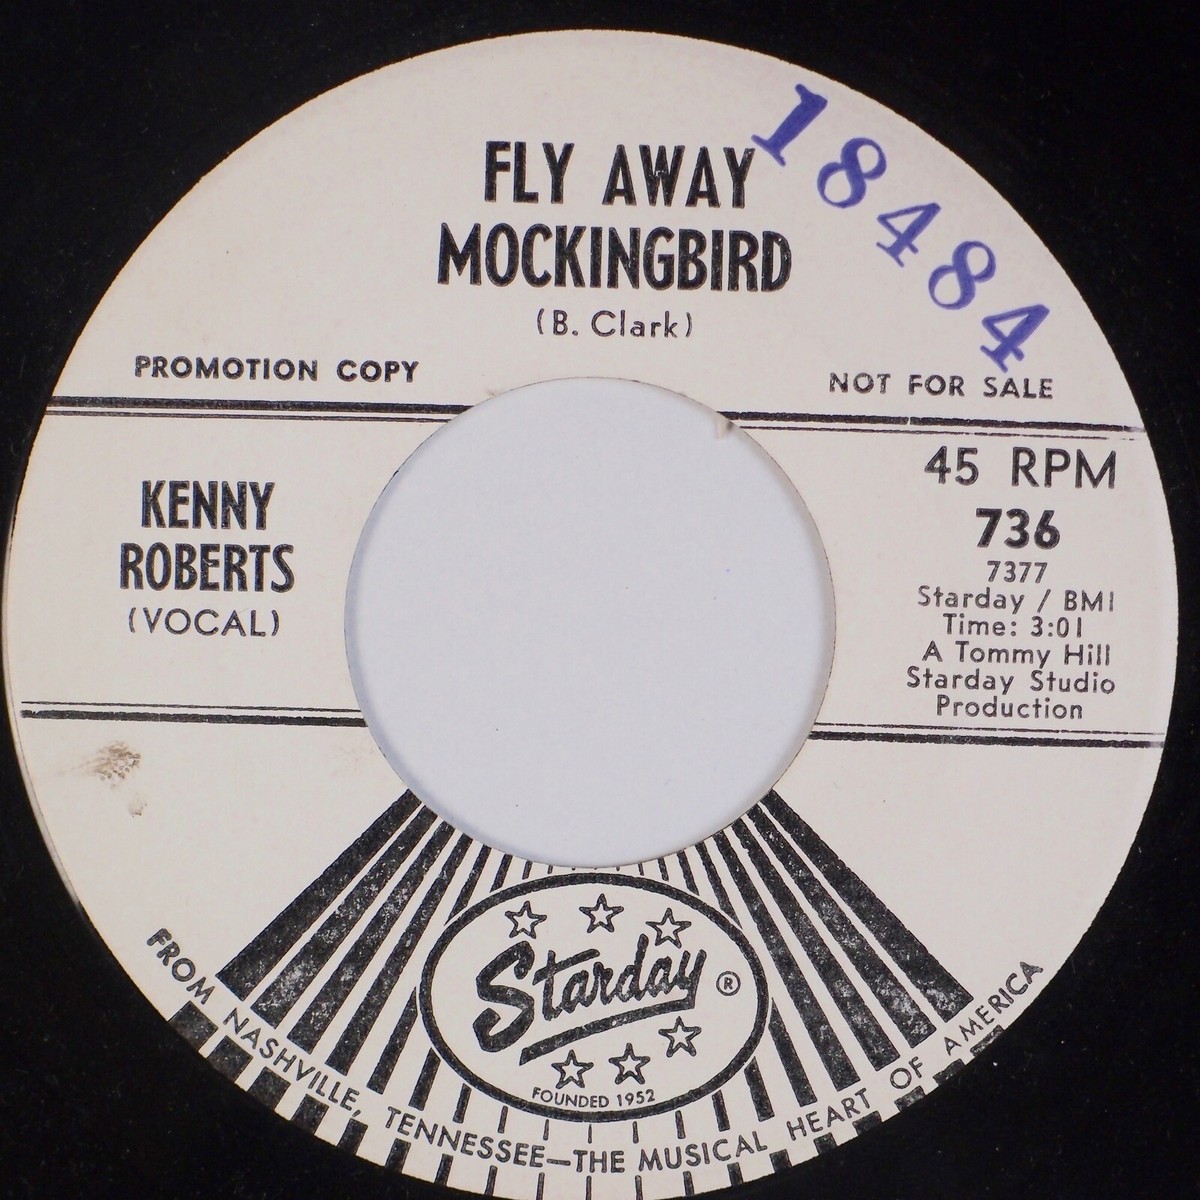 FLY AWAY
MOCKINGBIRD
(B. Clark)
18484
PROMOTION COPY
NOT FOR SALE
KENNY
ROBERTS
(VOCAL)
45 RPM
736
7377
Starday / BMI
Time: 3:01
A Tommy Hill
Starday Studio
Production
Starday ®
FOUNDED 1952
FROM NASHVILLE, TENNESSEE—THE MUSICAL HEART OF AMERICA